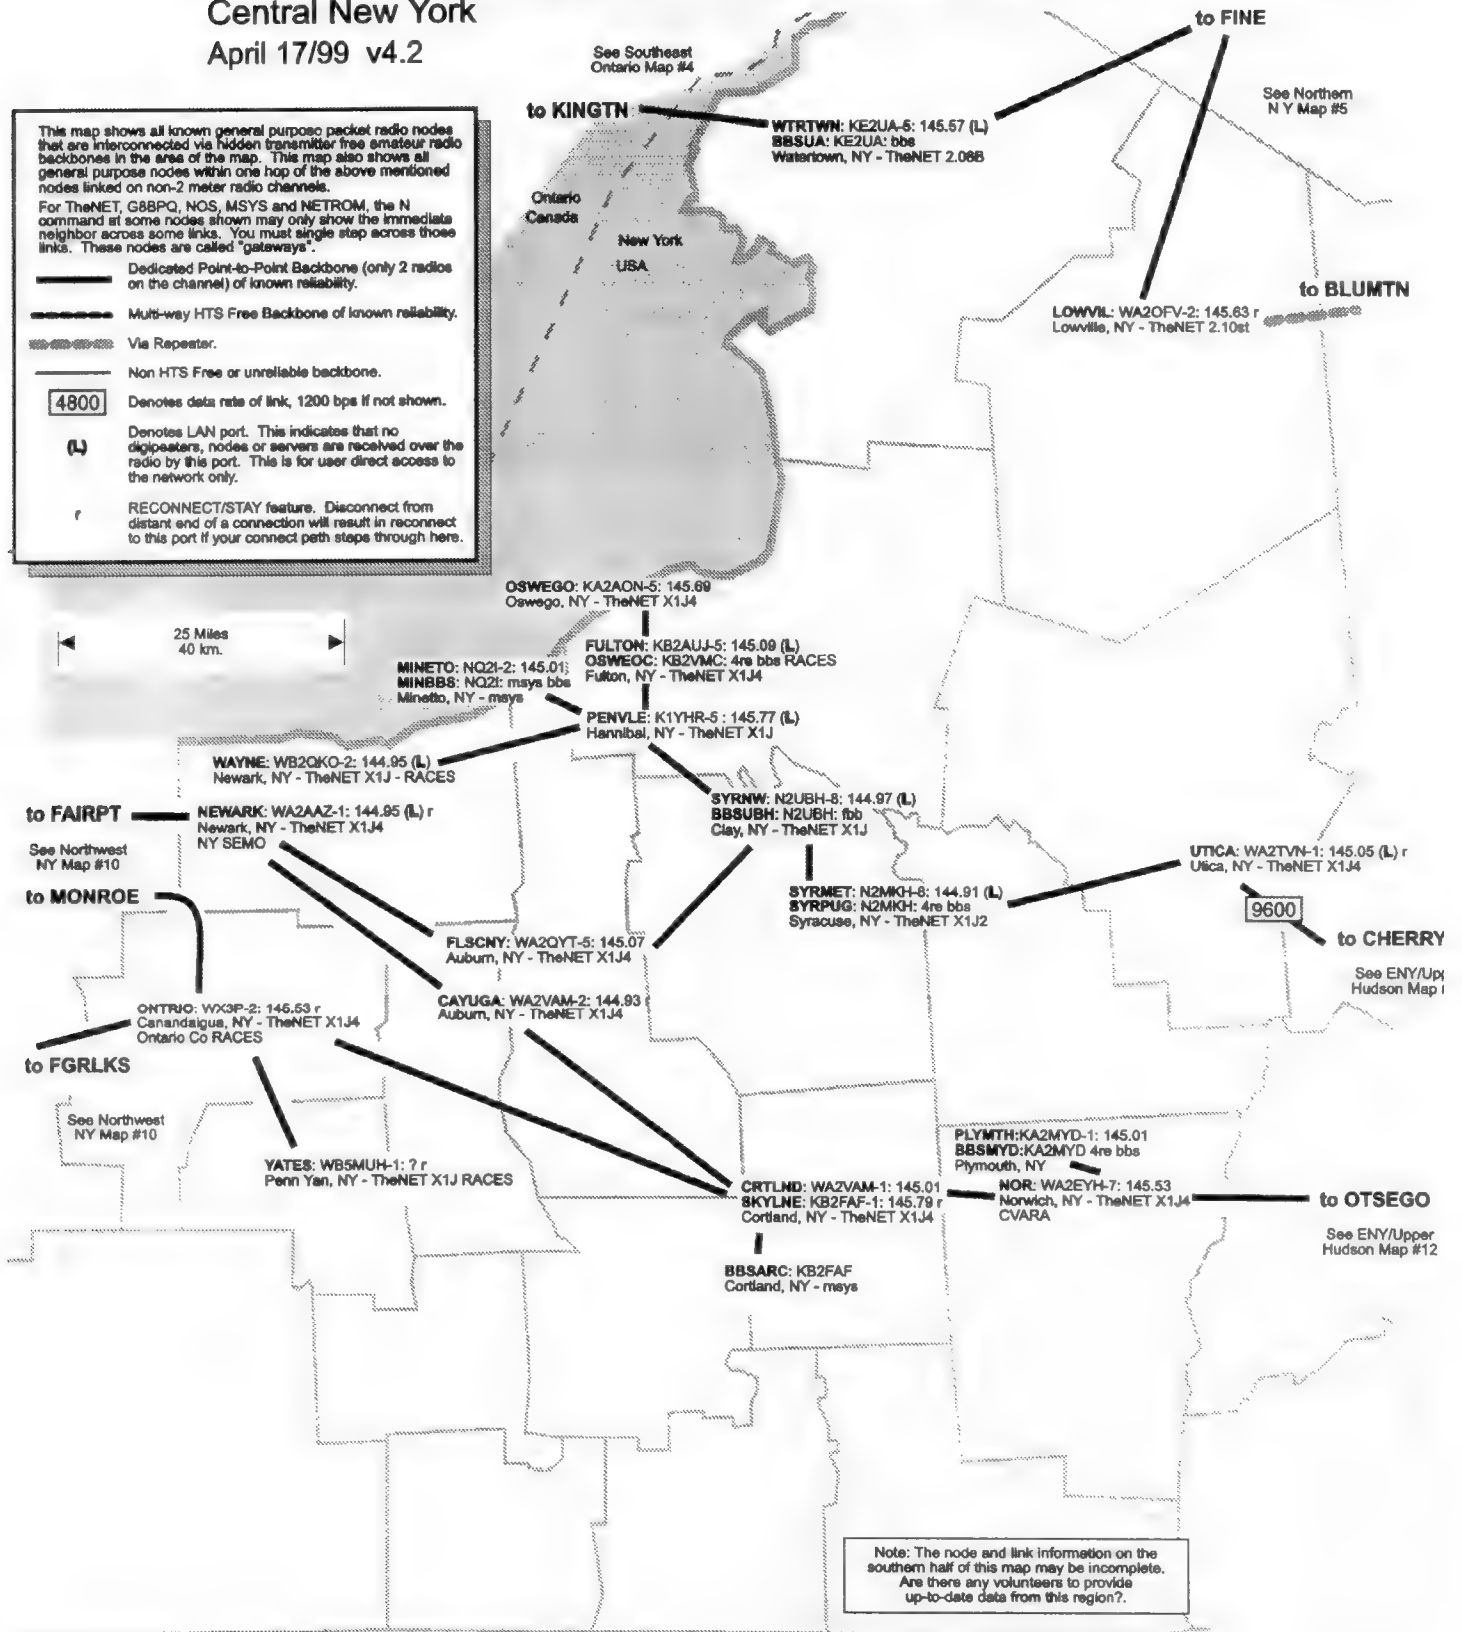 Central New York
April 17/99 v4.2
to FINE
See Southeast
Ontario Map #4
See Northern
N Y Map #5
to KINGTN
WTRTWN: KE2UA-5: 145.57 (L)
BBSUA: KE2UA: bbs
Watertown, NY - TheNET 2.08B
This map shows all known general purpose packet radio nodes
that are interconnected via hidden transmitter free amateur radio
backbones in the area of the map. This map also shows all
general purpose nodes within one hop of the above mentioned
nodes linked on non-2 meter radio channels.
For TheNET, G8BPQ, NOS, MSYS and NETROM, the N
command at some nodes shown may only show the immediate
neighbor across some links. You must single step across those
links. These nodes are called "gateways".
Dedicated Point-to-Point Backbone (only 2 radios
on the channel) of known reliability.
Multi-way HTS Free Backbone of known reliability.
Via Repeater.
Non HTS Free or unreliable backbone.
4800
Denotes data rate of link, 1200 bps if not shown.
(L)
Denotes LAN port. This indicates that no
digipeaters, nodes or servers are received over the
radio by this port. This is for user direct access to
the network only.
r
RECONNECT/STAY feature. Disconnect from
distant end of a connection will result in reconnect
to this port if your connect path steps through here.
Ontario
Canada
New York
USA
to BLUMTN
LOWVIL: WA2OFV-2: 145.63 r
Lowville, NY - TheNET 2.10st
25 Miles
40 km.
OSWEGO: KA2AON-5: 145.69
Oswego, NY - TheNET X1J4
FULTON: KB2AUJ-5: 145.09 (L)
OSWEOC: KB2VMC: 4re bbs RACES
Fulton, NY - TheNET X1J4
MINETO: NQ2I-2: 145.01
MINBBS: NQ2I: msys bbs
Minetto, NY - msys
PENVLE: K1YHR-5 : 145.77 (L)
Hannibal, NY - TheNET X1J
WAYNE: WB2QKO-2: 144.95 (L)
Newark, NY - TheNET X1J - RACES
to FAIRPT
NEWARK: WA2AAZ-1: 144.95 (L) r
Newark, NY - TheNET X1J4
NY SEMO
SYRNW: N2UBH-8: 144.97 (L)
BBSUBH: N2UBH: fbb
Clay, NY - TheNET X1J
See Northwest
NY Map #10
UTICA: WA2TVN-1: 145.05 (L) r
Utica, NY - TheNET X1J4
to MONROE
SYRMET: N2MKH-8: 144.91 (L)
SYRPUG: N2MKH: 4re bbs
Syracuse, NY - TheNET X1J2
9600
to CHERRY
FLSCNY: WA2QYT-5: 145.07
Auburn, NY - TheNET X1J4
See ENY/Upp
Hudson Map
CAYUGA: WA2VAM-2: 144.93 r
Auburn, NY - TheNET X1J4
ONTRIO: WX3P-2: 145.53 r
Canandaigua, NY - TheNET X1J4
Ontario Co RACES
to FGRLKS
See Northwest
NY Map #10
PLYMTH:KA2MYD-1: 145.01
BBSMYD:KA2MYD 4re bbs
Plymouth, NY
YATES: WB5MUH-1: ? r
Penn Yan, NY - TheNET X1J RACES
CRTLND: WA2VAM-1: 145.01
SKYLNE: KB2FAF-1: 145.79 r
Cortland, NY - TheNET X1J4
NOR: WA2EYH-7: 145.53
Norwich, NY - TheNET X1J4
CVARA
to OTSEGO
See ENY/Upper
Hudson Map #12
BBSARC: KB2FAF
Cortland, NY - msys
Note: The node and link information on the
southern half of this map may be incomplete.
Are there any volunteers to provide
up-to-date data from this region?.